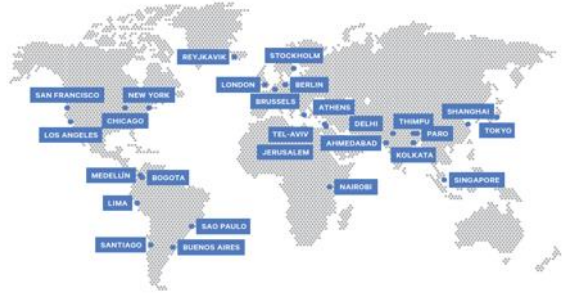 REYJKAVIK
STOCKHOLM
LONDON
BERLIN
BRUSSELS
SAN FRANCISCO
NEW YORK
CHICAGO
LOS ANGELES
ATHENS
TEL-AVIV
JERUSALEM
DELHI
THIMPU
SHANGHAI
AHMEDABAD
PARO
TOKYO
KOLKATA
MEDELLÍN
BOGOTA
NAIROBI
SINGAPORE
LIMA
SAO PAULO
SANTIAGO
BUENOS AIRES